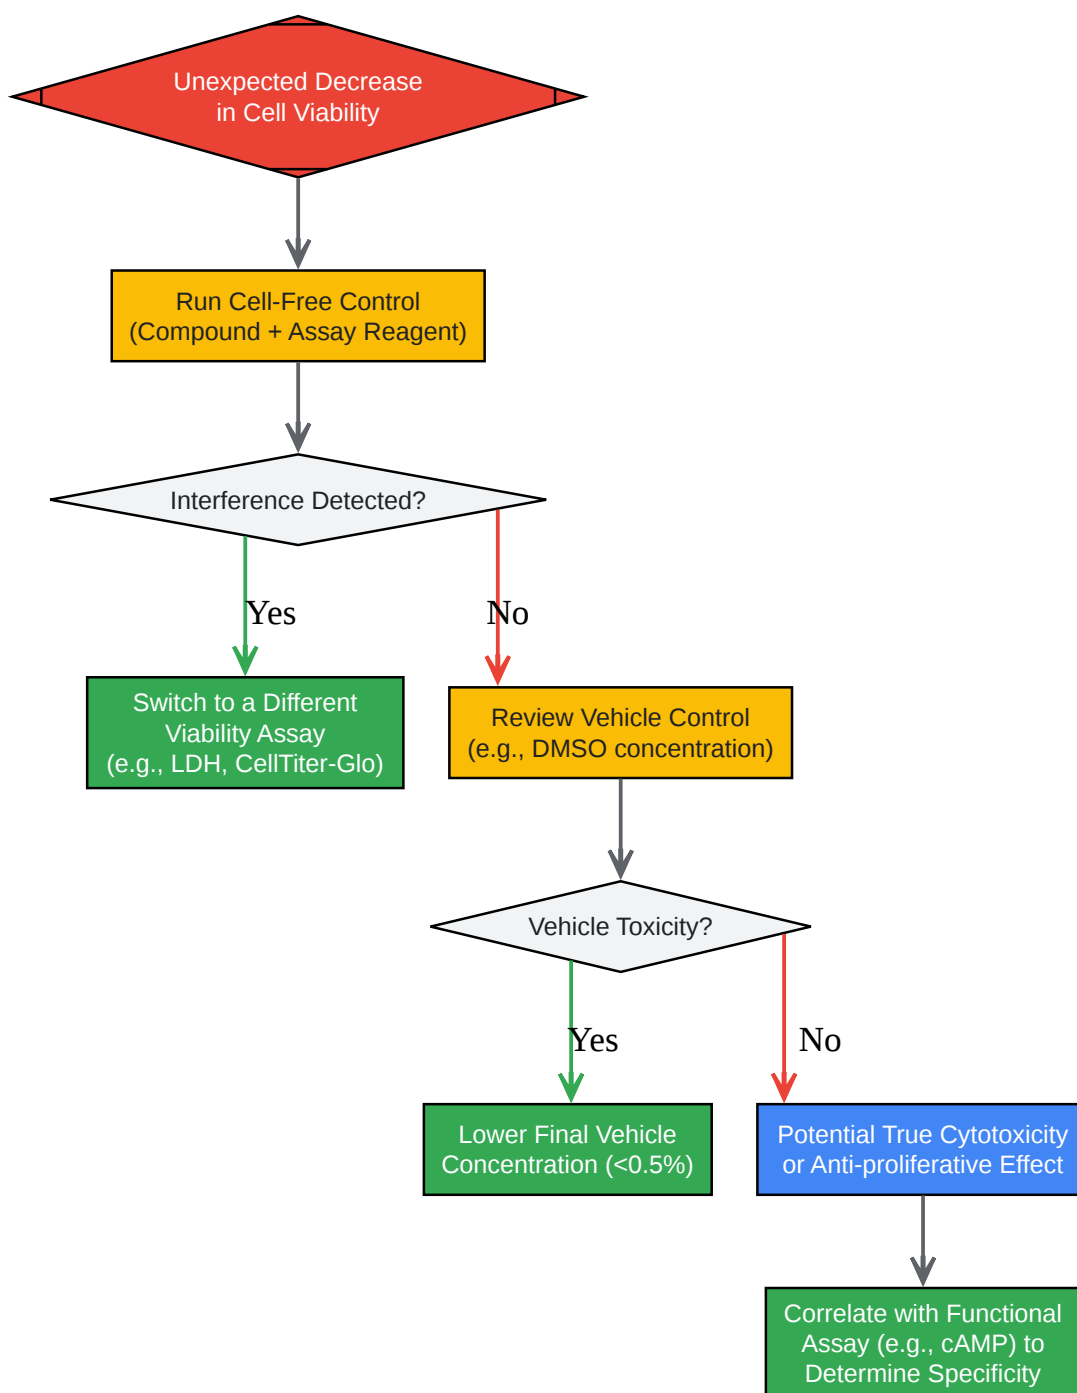 Unexpected Decrease
in Cell Viability
Run Cell-Free Control
(Compound + Assay Reagent)
Interference Detected?
Yes
No
Switch to a Different
Viability Assay
(e.g., LDH, CellTiter-Glo)
Review Vehicle Control
(e.g., DMSO concentration)
Vehicle Toxicity?
Yes
No
Lower Final Vehicle
Concentration (<0.5%)
Potential True Cytotoxicity
or Anti-proliferative Effect
Correlate with Functional
Assay (e.g., cAMP) to
Determine Specificity